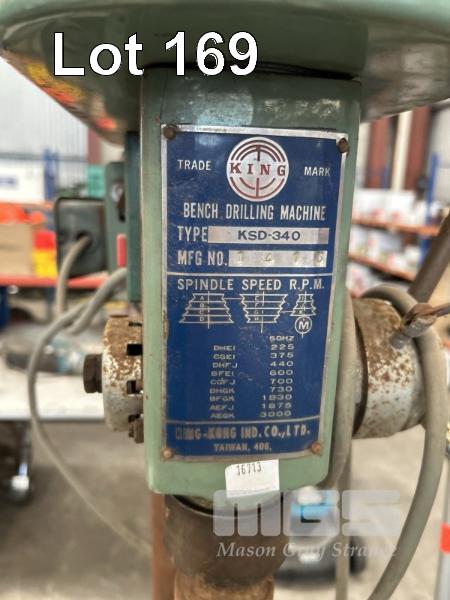 Lot 169
TRADE KING MARK
BENCH DRILLING MACHINE
TYPE KSD-340
MFG NO.
SPINDLE SPEED R.P.M.
M
50HZ
DHEI 225
CGEI 375
DHFJ 440
BFEI 600
CGFJ 700
DHGK 730
BFGK 1830
AEFJ 1875
AEGK 3000
KING-KONG IND.CO.,LTD.
TAIWAN, 400,
16713
MGS
Mason Gray Strange